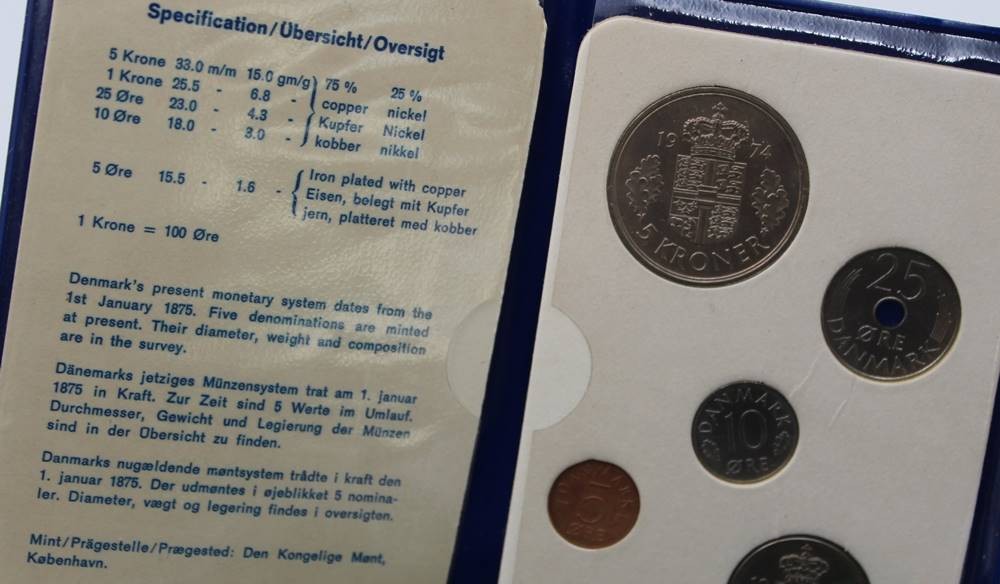 Specification/Übersicht/Oversigt
5 Krone 33.0 m/m 15.0 gm/g 75 % 25 %
1 Krone 25.5 - 6.8 - copper nickel
25 Øre 23.0 - 4.3 - Kupfer Nickel
10 Øre 18.0 - 3.0 - kobber nikkel
5 Øre 15.5 - 1.6 - Iron plated with copper
Eisen, belegt mit Kupfer
jern, platteret med kobber
1 Krone = 100 Øre
Denmark's present monetary system dates from the
1st January 1875. Five denominations are minted
at present. Their diameter, weight and composition
are in the survey.
Dänemarks jetziges Münzensystem trat am 1. januar
1875 in Kraft. Zur Zeit sind 5 Werte im Umlauf.
Durchmesser, Gewicht und Legierung der Münzen
sind in der Übersicht zu finden.
Danmarks nugældende møntsystem trådte i kraft den
1. januar 1875. Der udmøntes i øjeblikket 5 nomina-
ler. Diameter, vægt og legering findes i oversigten.
Mint/Prägestelle/Prægested: Den Kongelige Mønt,
København.
1974
5 KRONER
25
ØRE
DANMARK
DANMARK
10
ØRE
DANMARK
5
ØRE